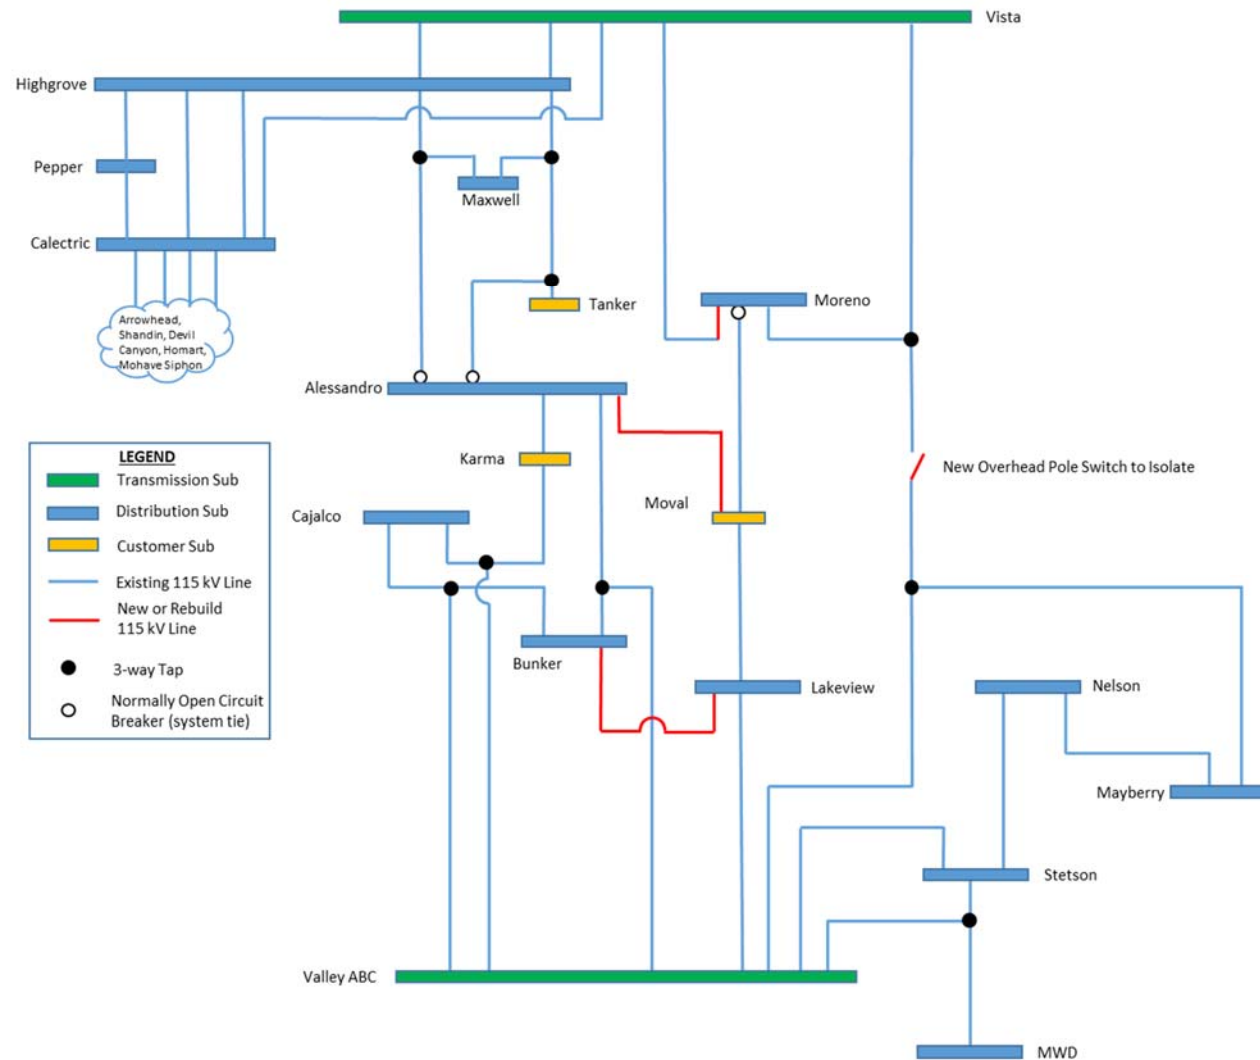 Vista
Highgrove
Pepper
Maxwell
Calectric
Tanker
Moreno
Arrowhead,
Shandin, Devil
Canyon, Homart,
Mohave Siphon
Alessandro
LEGEND
Transmission Sub
Distribution Sub
Customer Sub
Existing 115 kV Line
New or Rebuild
115 kV Line
3-way Tap
Normally Open Circuit
Breaker (system tie)
Karma
New Overhead Pole Switch to Isolate
Moval
Cajalco
Bunker
Lakeview
Nelson
Mayberry
Stetson
Valley ABC
MWD